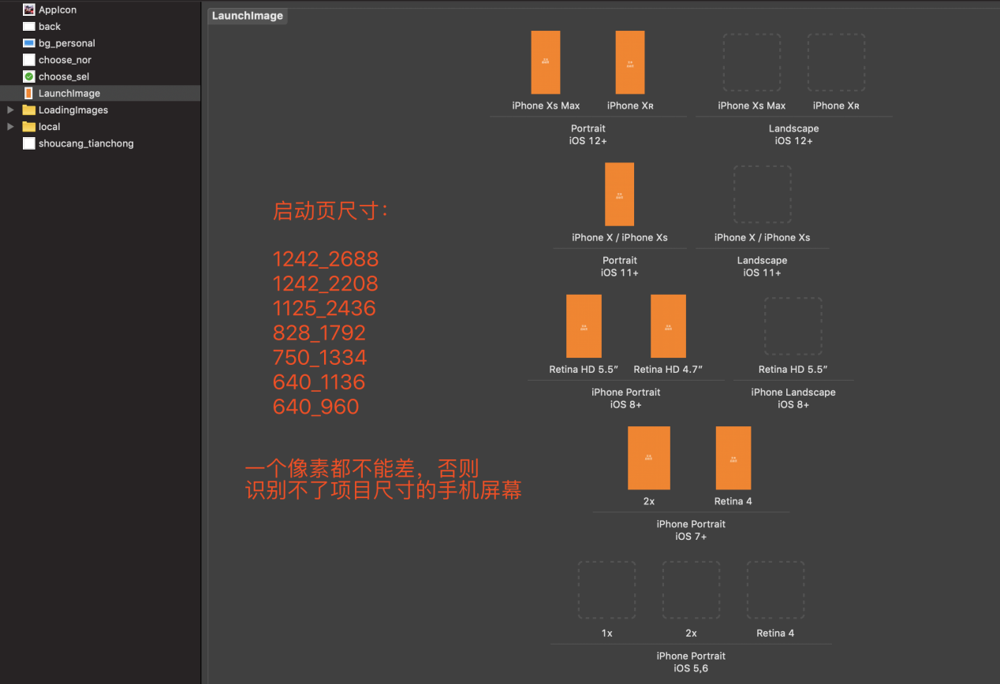 AppIcon
back
bg_personal
choose_nor
choose_sel
LaunchImage
LoadingImages
local
shoucang_tianchong
LaunchImage
iPhone Xs Max
iPhone XR
iPhone Xs Max
iPhone XR
Portrait
iOS 12+
Landscape
iOS 12+
iPhone X / iPhone Xs
iPhone X / iPhone Xs
Portrait
iOS 11+
Landscape
iOS 11+
启动页尺寸：
1242_2688
1242_2208
1125_2436
828_1792
750_1334
640_1136
640_960
一个像素都不能差，否则
识别不了项目尺寸的手机屏幕
Retina HD 5.5″
Retina HD 4.7″
Retina HD 5.5″
iPhone Portrait
iOS 8+
iPhone Landscape
iOS 8+
2x
Retina 4
iPhone Portrait
iOS 7+
1x
2x
Retina 4
iPhone Portrait
iOS 5,6